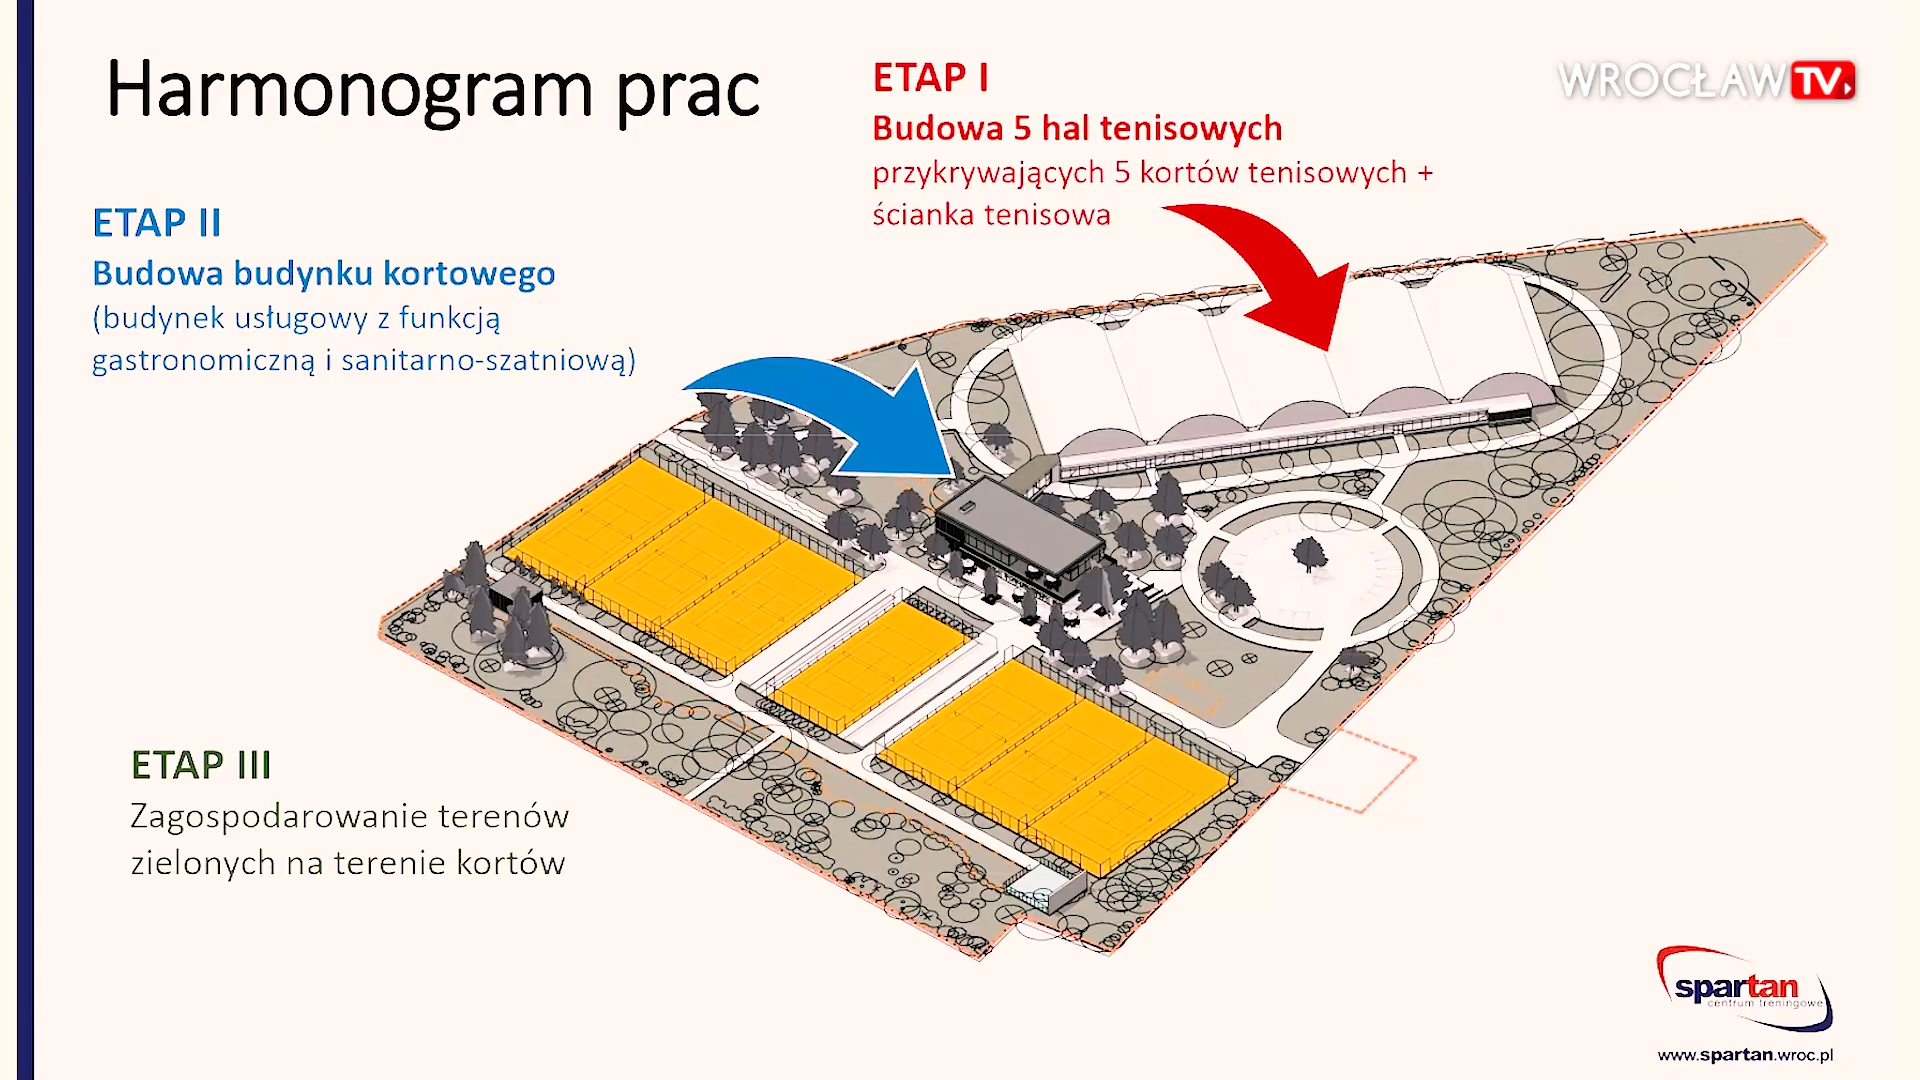 Harmonogram prac
ETAP I
Budowa 5 hal tenisowych
przykrywających 5 kortów tenisowych +
ścianka tenisowa
WROCŁAW TV
ETAP II
Budowa budynku kortowego
(budynek usługowy z funkcją
gastronomiczną i sanitarno-szatniową)
ETAP III
Zagospodarowanie terenów
zielonych na terenie kortów
spartan
centrum treningowe
www.spartan.wroc.pl